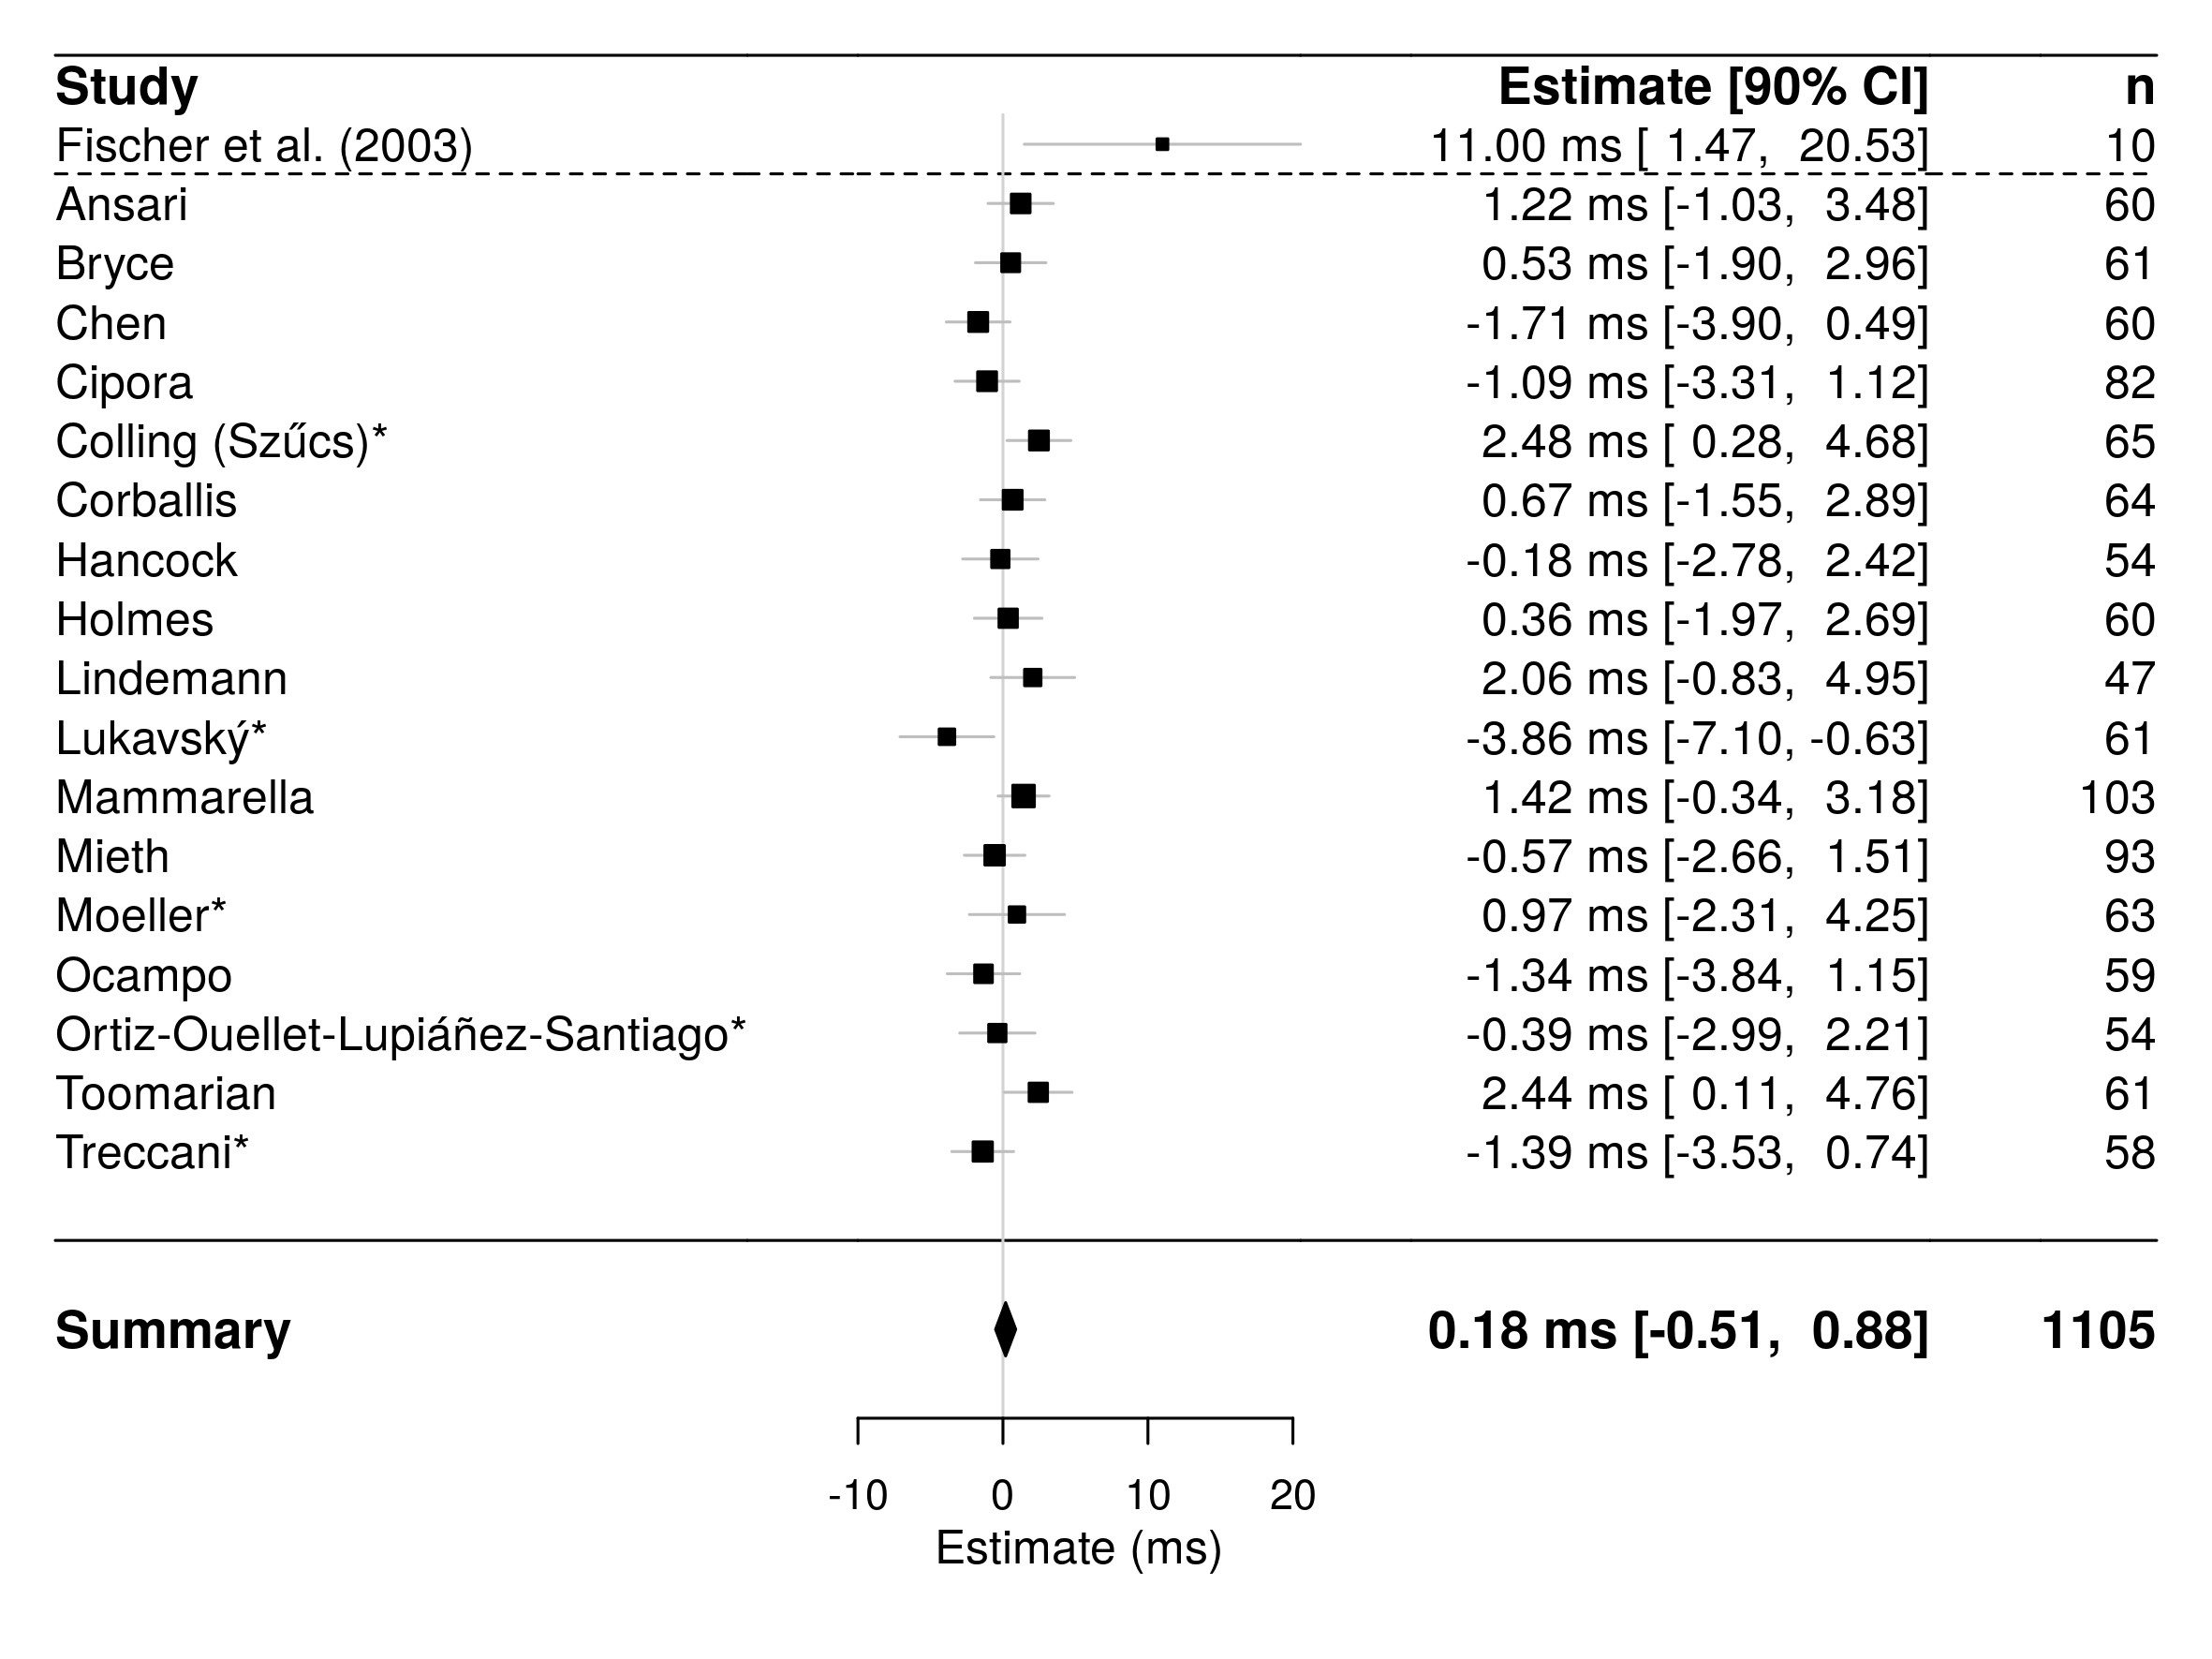 Study Estimate [90% CI] n
Fischer et al. (2003) 11.00 ms [ 1.47, 20.53] 10
Ansari 1.22 ms [-1.03, 3.48] 60
Bryce 0.53 ms [-1.90, 2.96] 61
Chen -1.71 ms [-3.90, 0.49] 60
Cipora -1.09 ms [-3.31, 1.12] 82
Colling (Szűcs)* 2.48 ms [ 0.28, 4.68] 65
Corballis 0.67 ms [-1.55, 2.89] 64
Hancock -0.18 ms [-2.78, 2.42] 54
Holmes 0.36 ms [-1.97, 2.69] 60
Lindemann 2.06 ms [-0.83, 4.95] 47
Lukavský* -3.86 ms [-7.10, -0.63] 61
Mammarella 1.42 ms [-0.34, 3.18] 103
Mieth -0.57 ms [-2.66, 1.51] 93
Moeller* 0.97 ms [-2.31, 4.25] 63
Ocampo -1.34 ms [-3.84, 1.15] 59
Ortiz-Ouellet-Lupiáñez-Santiago* -0.39 ms [-2.99, 2.21] 54
Toomarian 2.44 ms [ 0.11, 4.76] 61
Treccani* -1.39 ms [-3.53, 0.74] 58
Summary 0.18 ms [-0.51, 0.88] 1105
-10 0 10 20
Estimate (ms)